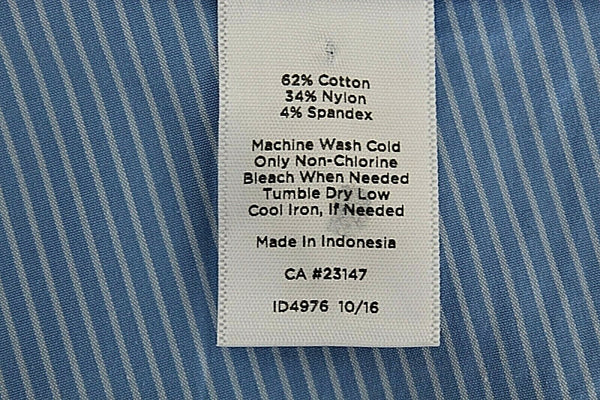 62% Cotton
34% Nylon
4% Spandex
Machine Wash Cold
Only Non-Chlorine
Bleach When Needed
Tumble Dry Low
Cool Iron, If Needed
Made In Indonesia
CA #23147
ID4976 10/16